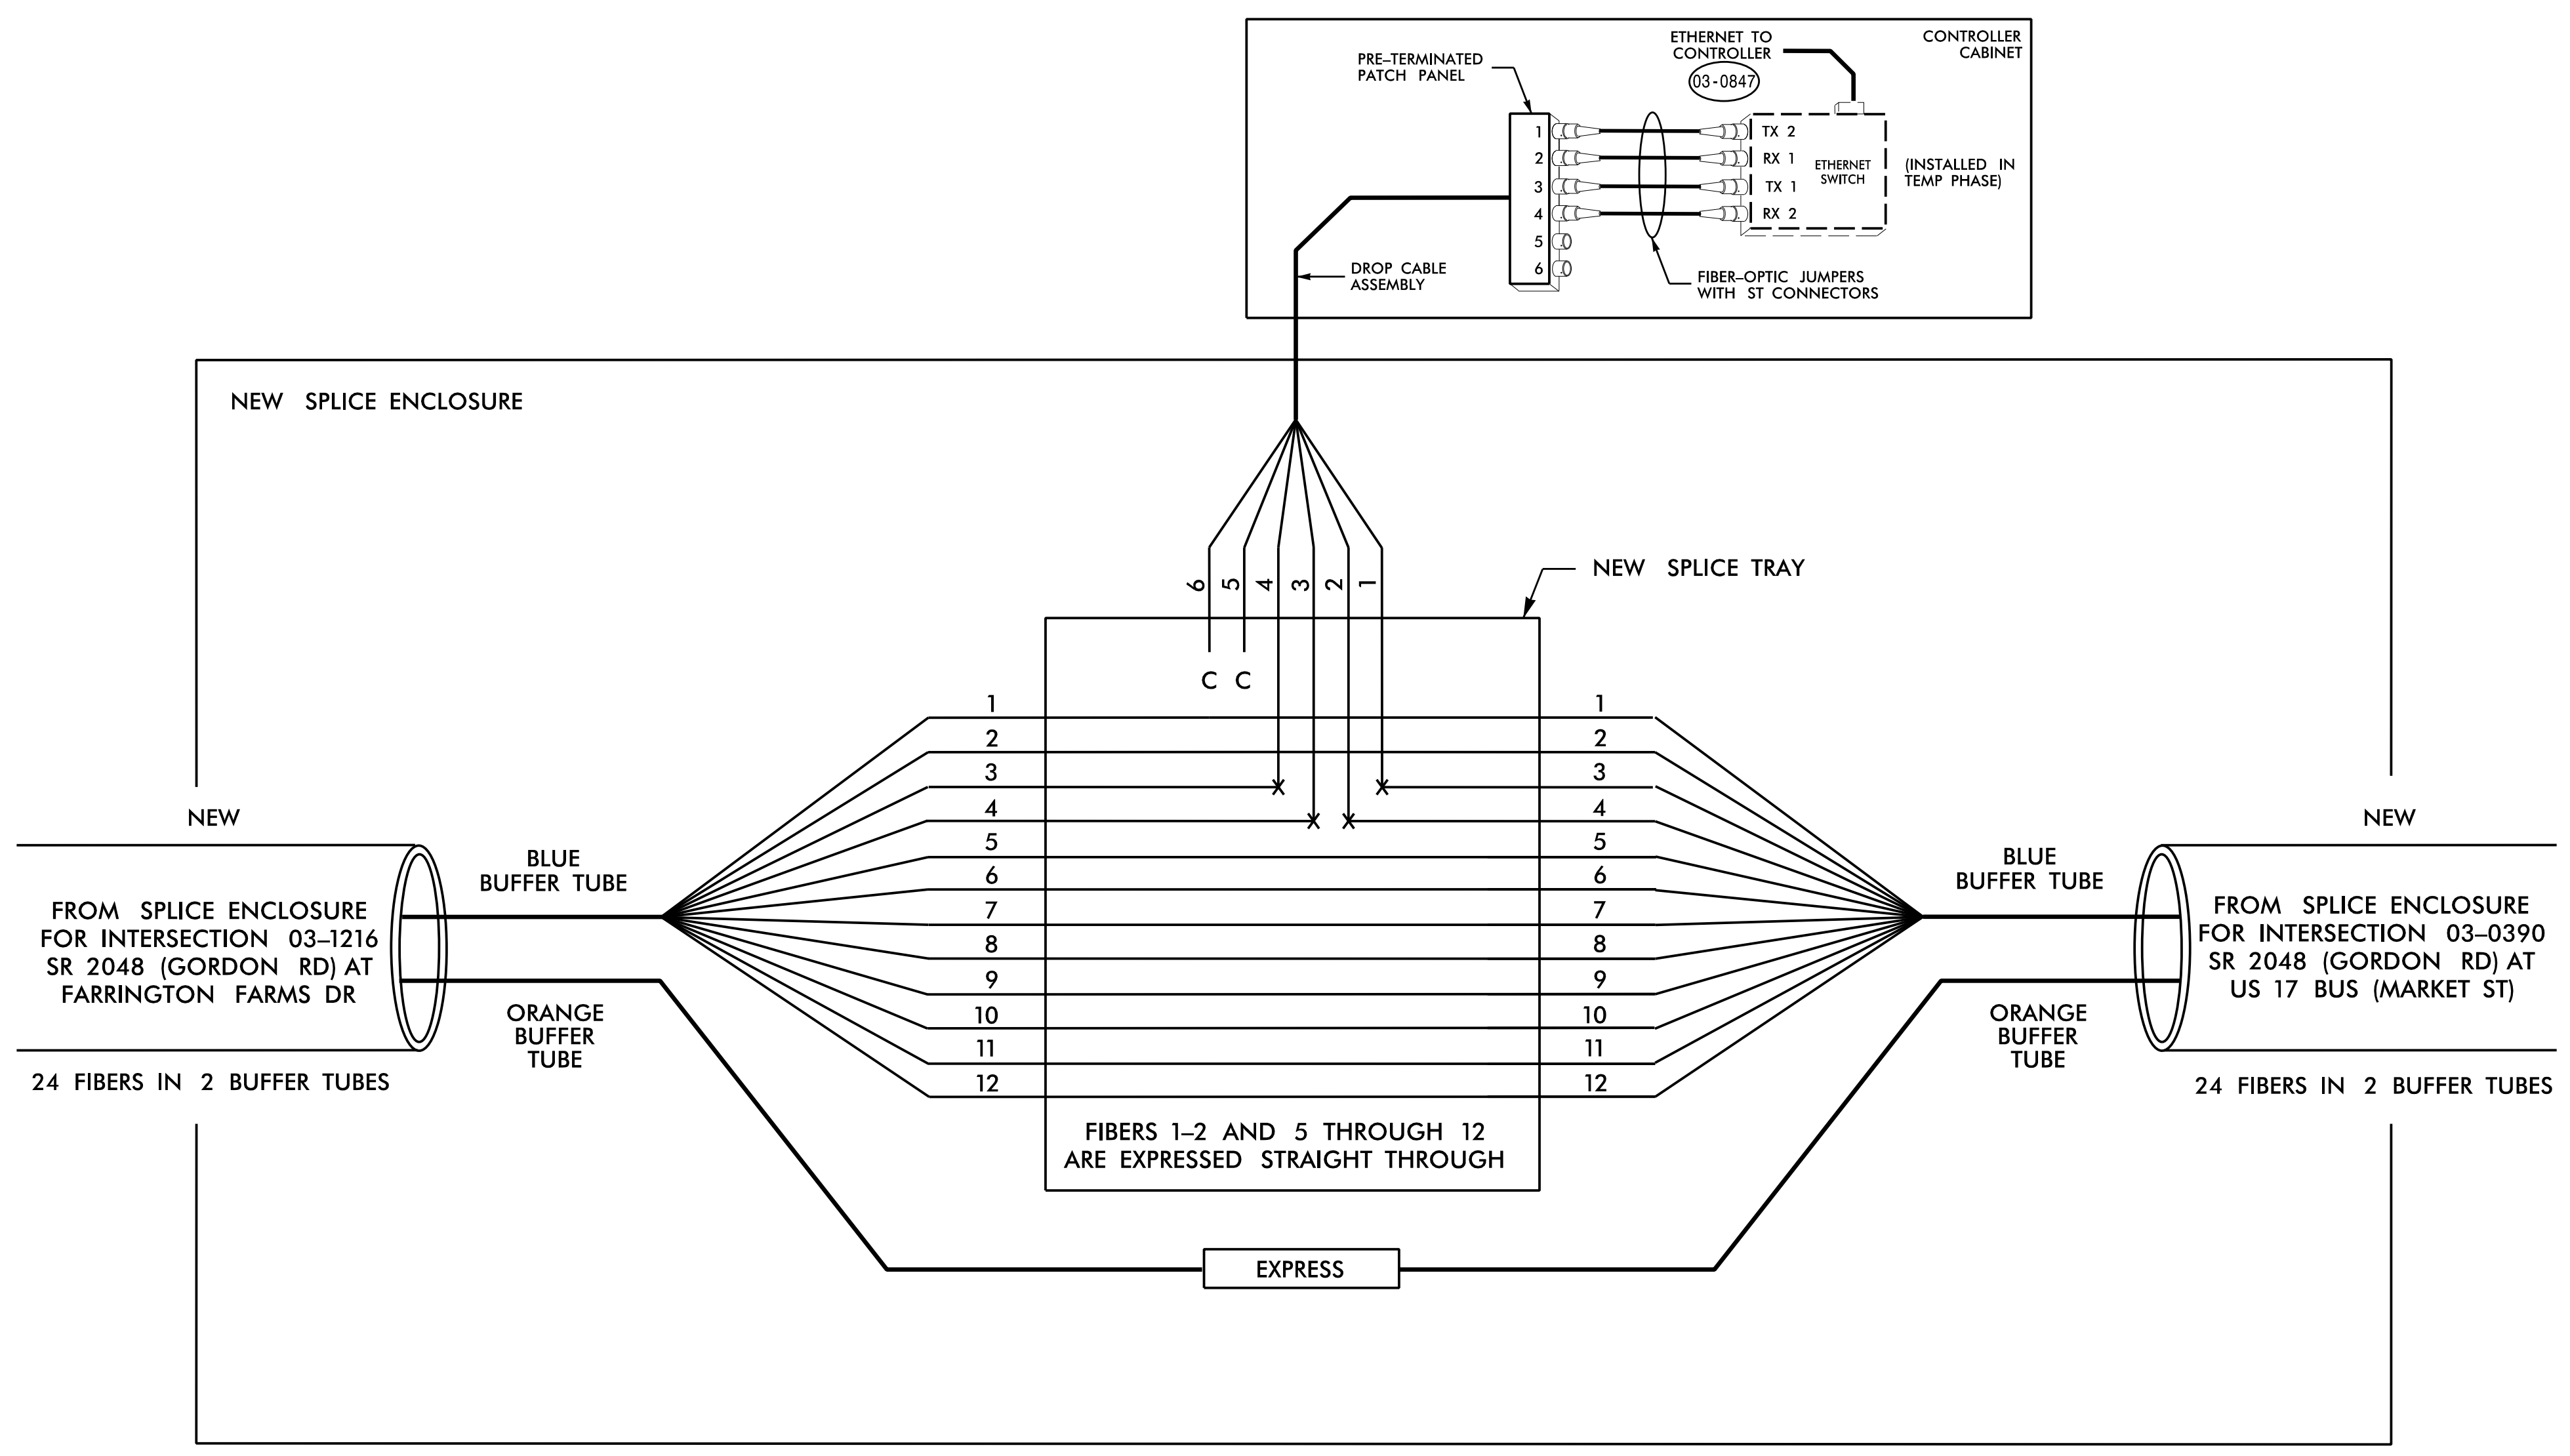 ETHERNET TO
CONTROLLER
03-0847
CONTROLLER
CABINET
PRE–TERMINATED
PATCH PANEL
1
2
3
4
5
6
TX 2
RX 1
TX 1
RX 2
ETHERNET
SWITCH
(INSTALLED IN
TEMP PHASE)
DROP CABLE
ASSEMBLY
FIBER–OPTIC JUMPERS
WITH ST CONNECTORS
NEW SPLICE ENCLOSURE
NEW SPLICE TRAY
6 5 4 3 2 1
C C
1 1
2 2
3 3
4 4
5 5
6 6
7 7
8 8
9 9
10 10
11 11
12 12
FIBERS 1–2 AND 5 THROUGH 12
ARE EXPRESSED STRAIGHT THROUGH
NEW
FROM SPLICE ENCLOSURE
FOR INTERSECTION 03–1216
SR 2048 (GORDON RD) AT
FARRINGTON FARMS DR
24 FIBERS IN 2 BUFFER TUBES
BLUE
BUFFER TUBE
ORANGE
BUFFER
TUBE
EXPRESS
BLUE
BUFFER TUBE
ORANGE
BUFFER
TUBE
NEW
FROM SPLICE ENCLOSURE
FOR INTERSECTION 03–0390
SR 2048 (GORDON RD) AT
US 17 BUS (MARKET ST)
24 FIBERS IN 2 BUFFER TUBES